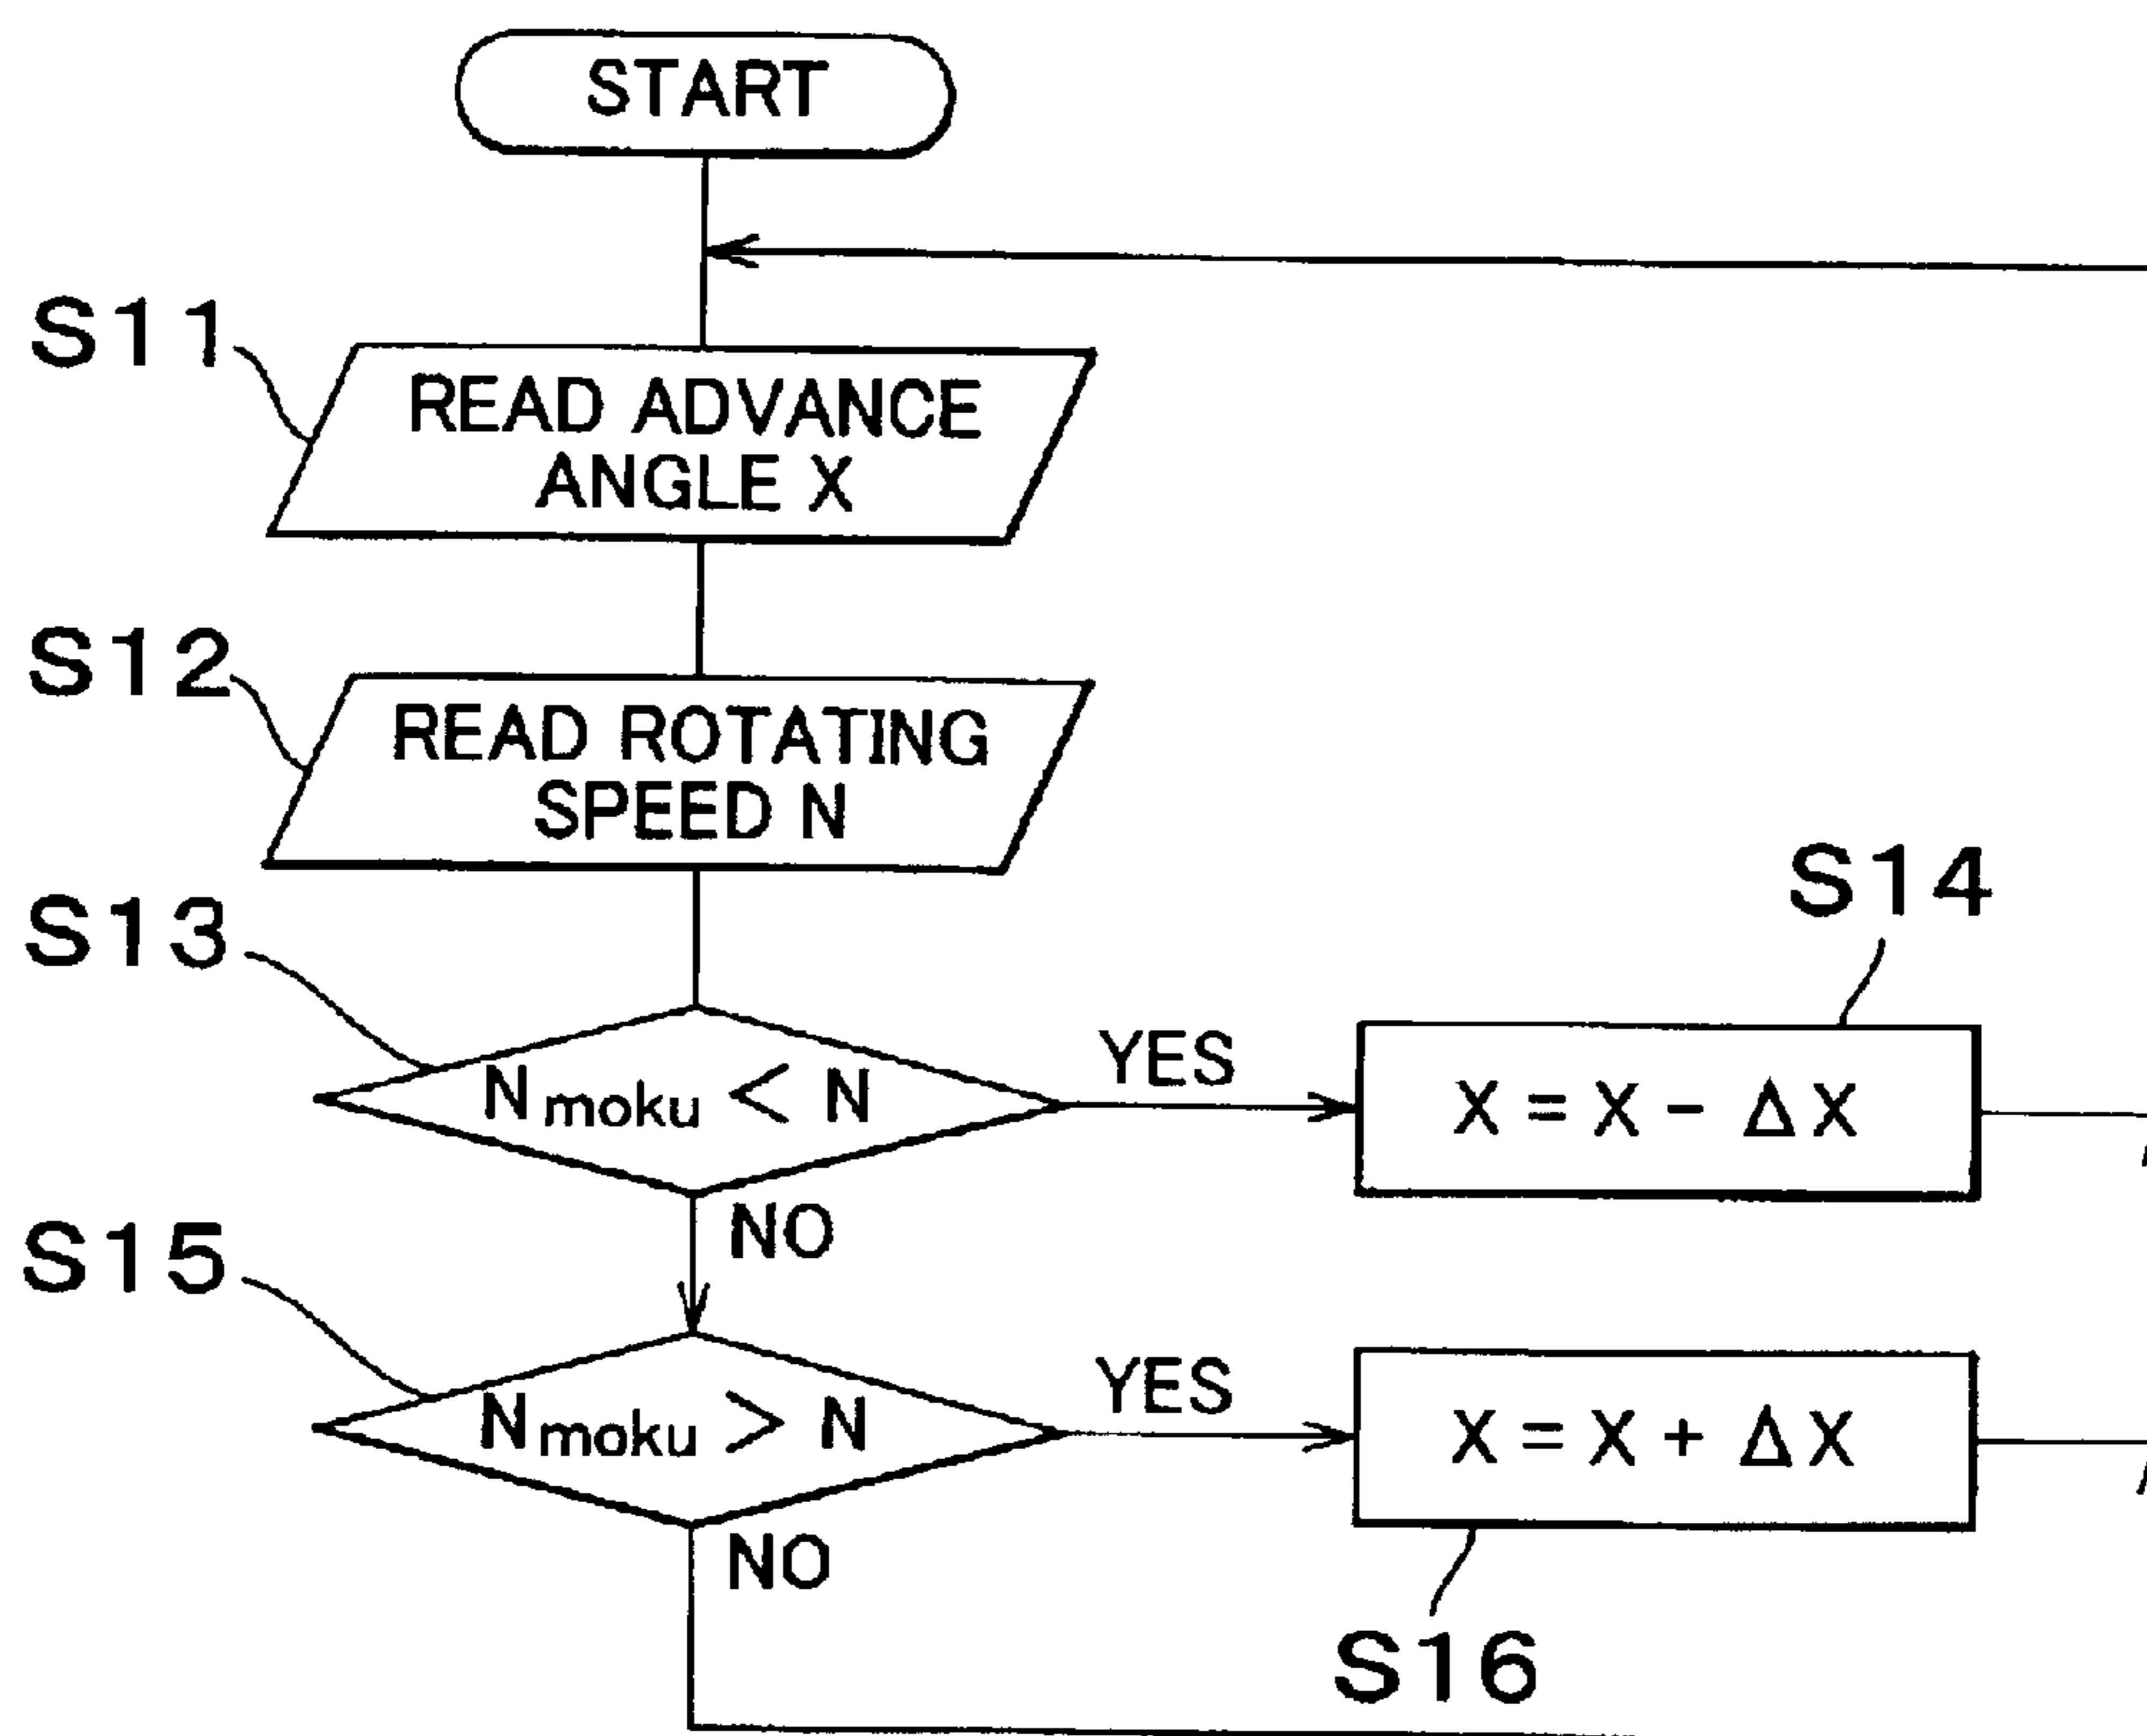 START
S11
READ ADVANCE
ANGLE X
S12
READ ROTATING
SPEED N
S13
Nmoku < N
YES
S14
X = X - ΔX
NO
S15
Nmoku > N
YES
X = X + ΔX
NO
S16